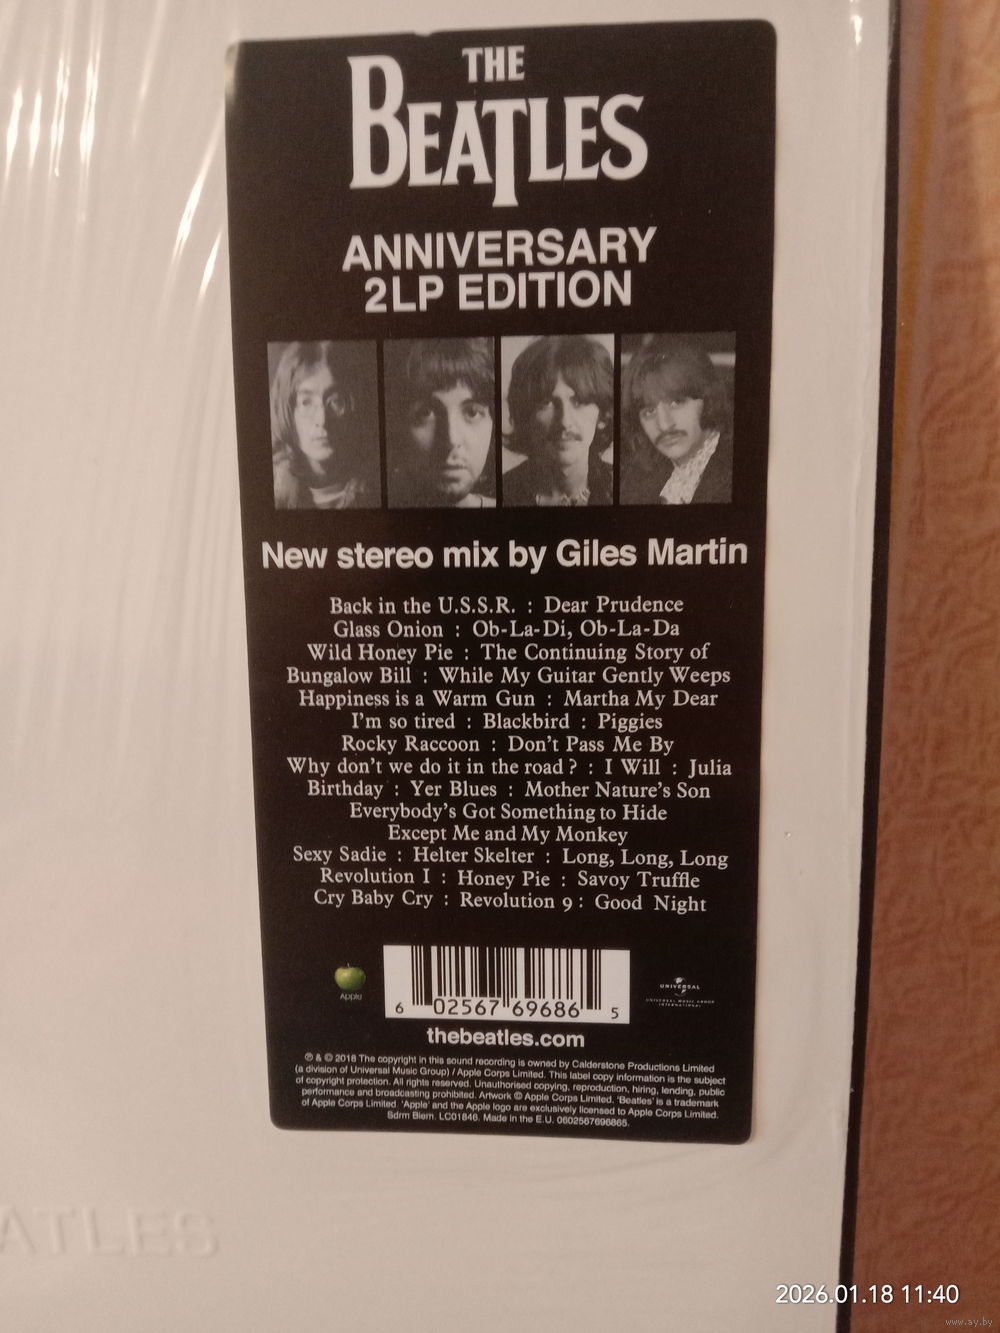 THE
BEATLES
ANNIVERSARY
2LP EDITION
New stereo mix by Giles Martin
Back in the U.S.S.R. : Dear Prudence
Glass Onion : Ob-La-Di, Ob-La-Da
Wild Honey Pie : The Continuing Story of
Bungalow Bill : While My Guitar Gently Weeps
Happiness is a Warm Gun : Martha My Dear
I'm so tired : Blackbird : Piggies
Rocky Raccoon : Don't Pass Me By
Why don't we do it in the road ? : I Will : Julia
Birthday : Yer Blues : Mother Nature's Son
Everybody's Got Something to Hide
Except Me and My Monkey
Sexy Sadie : Helter Skelter : Long, Long, Long
Revolution I : Honey Pie : Savoy Truffle
Cry Baby Cry : Revolution 9 : Good Night
Apple
6 02567 69686 5
UNIVERSAL
UNIVERSAL MUSIC GROUP
INTERNATIONAL
thebeatles.com
℗ & © 2018 The copyright in this sound recording is owned by Calderstone Productions Limited
(a division of Universal Music Group) / Apple Corps Limited. This label copy information is the subject
of copyright protection. All rights reserved. Unauthorised copying, reproduction, hiring, lending, public
performance and broadcasting prohibited. Artwork © Apple Corps Limited. 'Beatles' is a trademark
of Apple Corps Limited. 'Apple' and the Apple logo are exclusively licensed to Apple Corps Limited.
Sdrm Biem. LC01846. Made in the E.U. 0602567696865.
ATLES
2026.01.18 11:40
www.ay.by